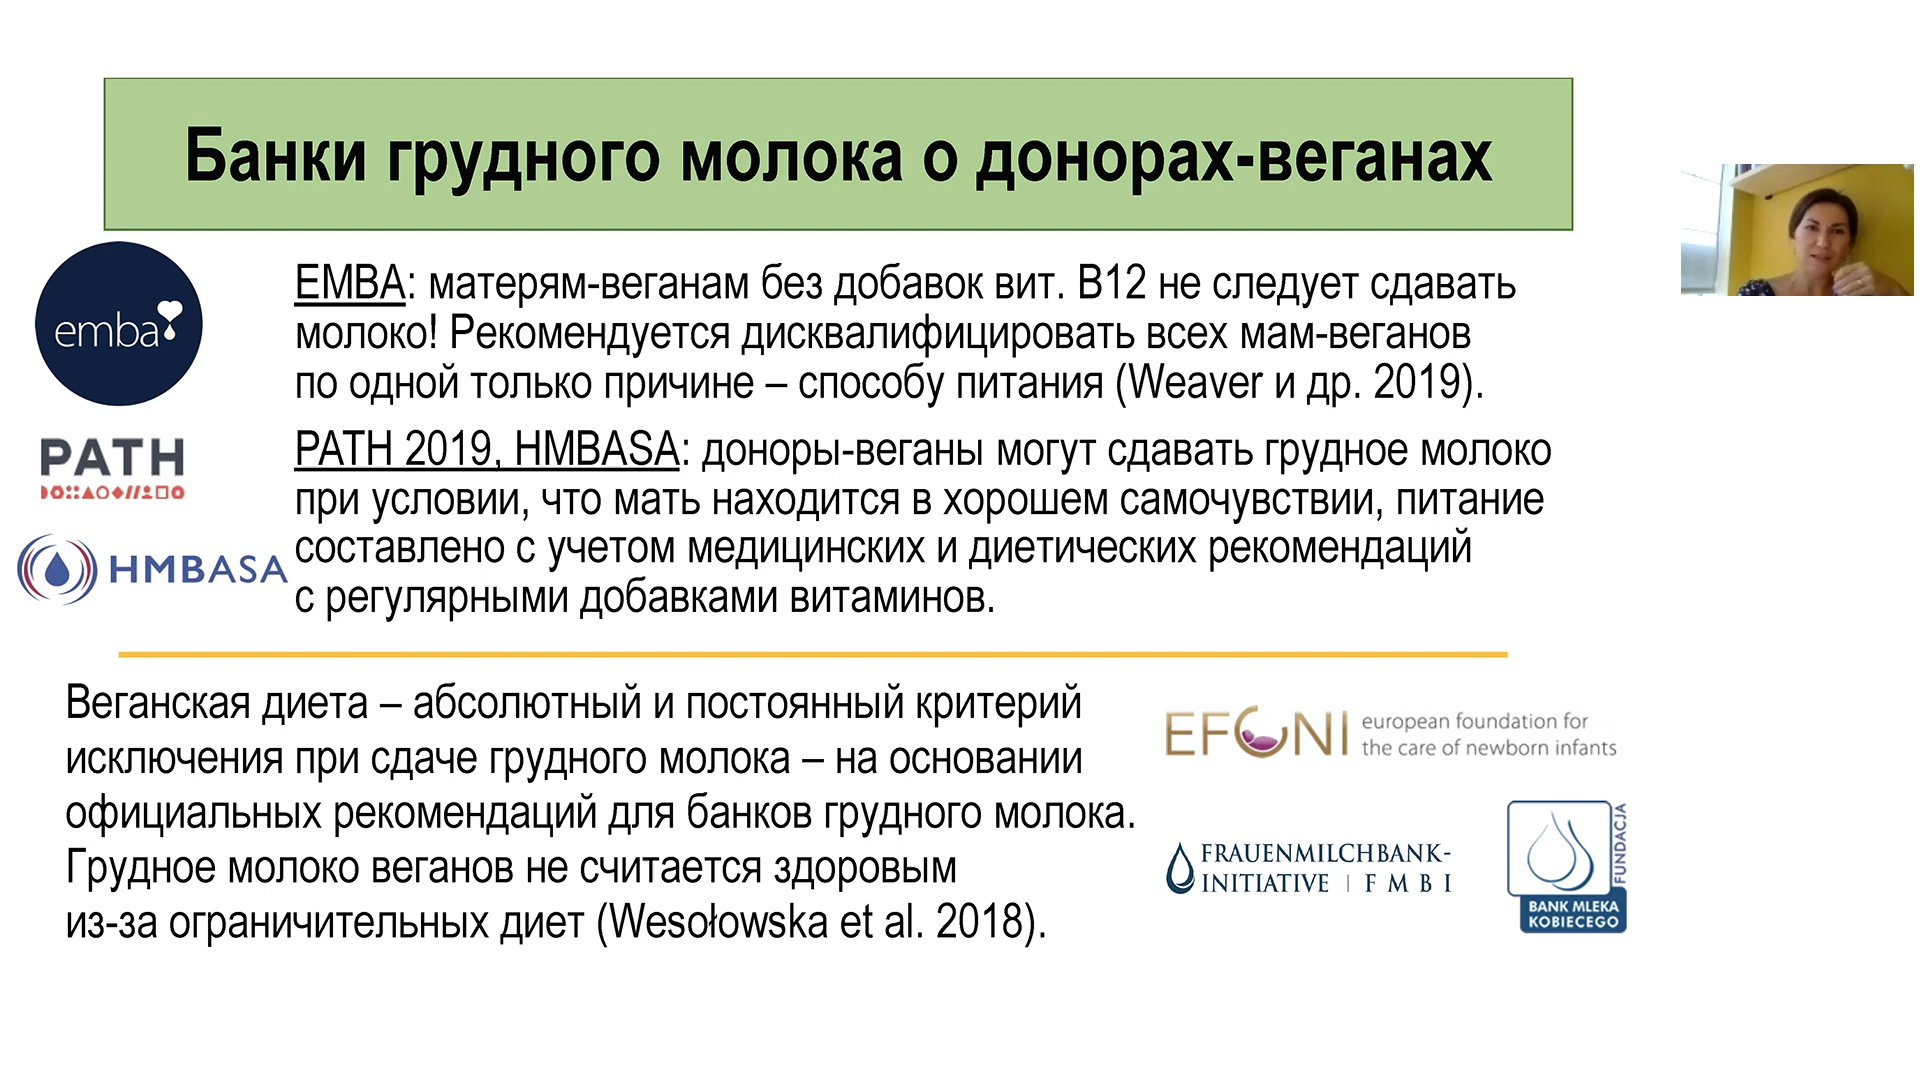 Банки грудного молока о донорах-веганах
emba
EMBA: матерям-веганам без добавок вит. B12 не следует сдавать
молоко! Рекомендуется дисквалифицировать всех мам-веганов
по одной только причине – способу питания (Weaver и др. 2019).
PATH
HMBASA
PATH 2019, HMBASA: доноры-веганы могут сдавать грудное молоко
при условии, что мать находится в хорошем самочувствии, питание
составлено с учетом медицинских и диетических рекомендаций
с регулярными добавками витаминов.
Веганская диета – абсолютный и постоянный критерий
исключения при сдаче грудного молока – на основании
официальных рекомендаций для банков грудного молока.
Грудное молоко веганов не считается здоровым
из-за ограничительных диет (Wesołowska et al. 2018).
EFCNI european foundation for
the care of newborn infants
FRAUENMILCHBANK-
INITIATIVE | FMBI
FUNDACJA
BANK MLEKA
KOBIECEGO